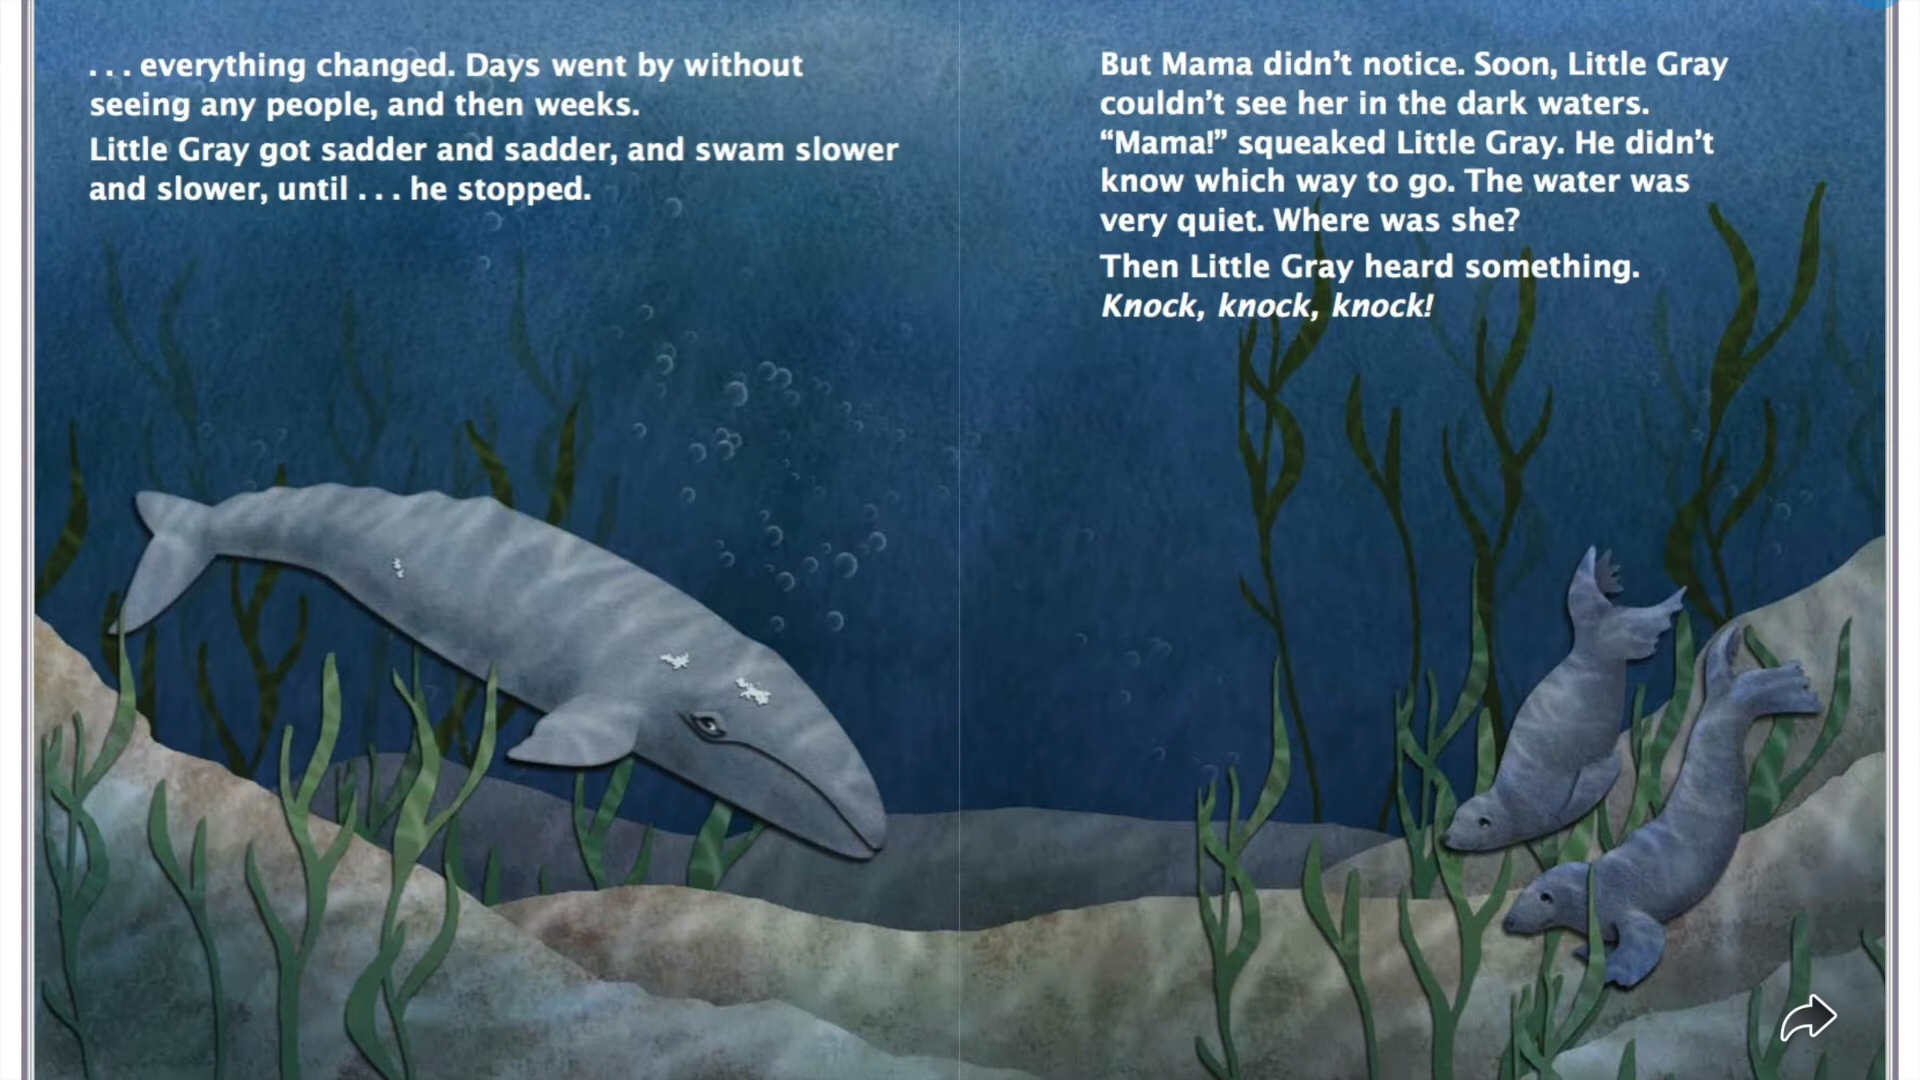 . . . everything changed. Days went by without
seeing any people, and then weeks.
Little Gray got sadder and sadder, and swam slower
and slower, until . . . he stopped.
But Mama didn’t notice. Soon, Little Gray
couldn’t see her in the dark waters.
“Mama!” squeaked Little Gray. He didn’t
know which way to go. The water was
very quiet. Where was she?
Then Little Gray heard something.
Knock, knock, knock!